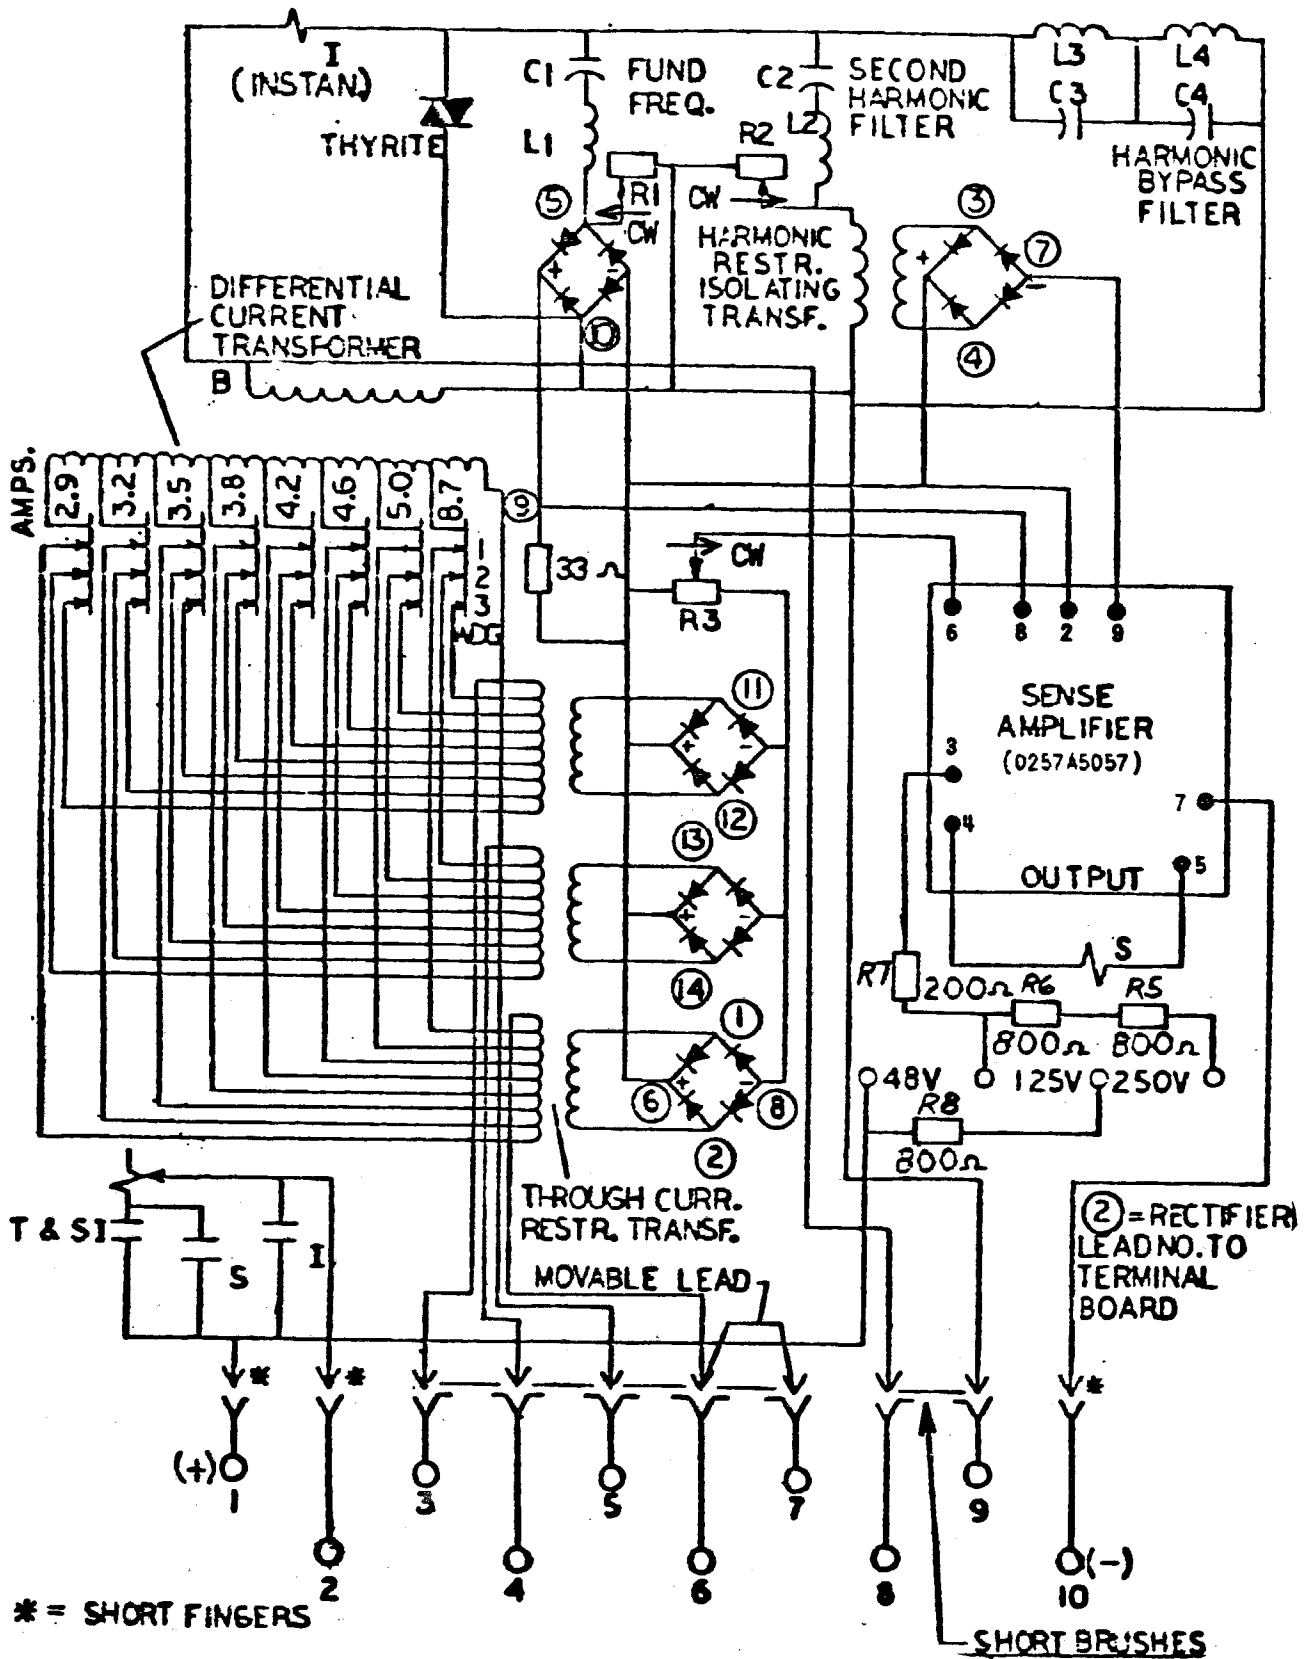 I
(INSTAN.)
THYRITE
C1
FUND
FREQ.
L1
C2
SECOND
HARMONIC
FILTER
L2
L3
L4
C3
C4
HARMONIC
BYPASS
FILTER
R2
R1
CW
CW
5
+
-
10
HARMONIC
RESTR.
ISOLATING
TRANSF.
3
7
+
-
4
DIFFERENTIAL
CURRENT
TRANSFORMER
B
AMPS.
2.9
3.2
3.5
3.8
4.2
4.6
5.0
8.7
1
2
3
WDG
9
33 Ω
CW
R3
6
8
2
9
SENSE
AMPLIFIER
(0257A5057)
3
4
7
5
OUTPUT
S
11
+
-
12
13
+
-
14
1
+
-
6
8
2
R7
200Ω
R6
R5
800Ω
800Ω
48V
125V
250V
R8
800Ω
THROUGH CURR.
RESTR. TRANSF.
MOVABLE LEAD
2 = RECTIFIER
LEAD NO. TO
TERMINAL
BOARD
T & SI
S
I
*
*
*
(+)
1
2
3
4
5
6
7
8
9
10
(-)
* = SHORT FINGERS
SHORT BRUSHES